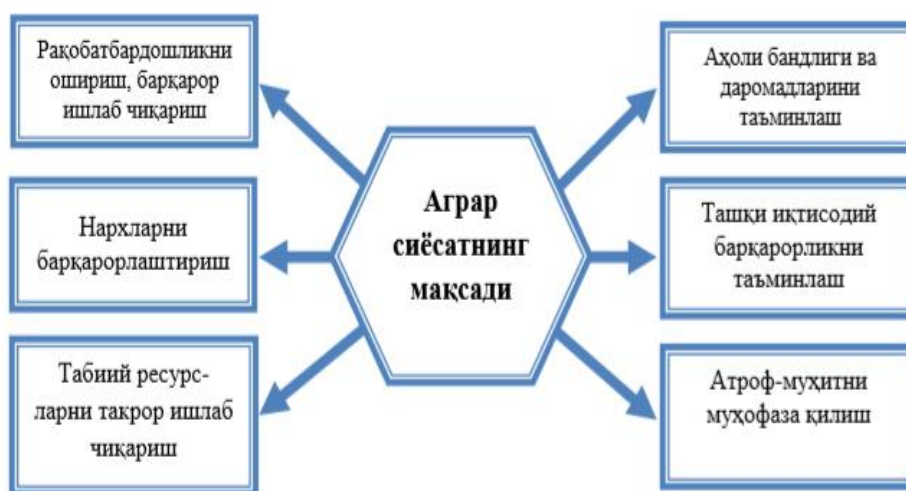 Рақобатбардошликни
ошириш, барқарор
ишлаб чиқариш
Нархларни
барқарорлаштириш
Табиий ресурс-
ларни такрор ишлаб
чиқариш
Аграр
сиёсатнинг
мақсади
Аҳоли бандлиги ва
даромадларини
таъминлаш
Ташқи иқтисодий
барқарорликни
таъминлаш
Атроф-муҳитни
муҳофаза қилиш